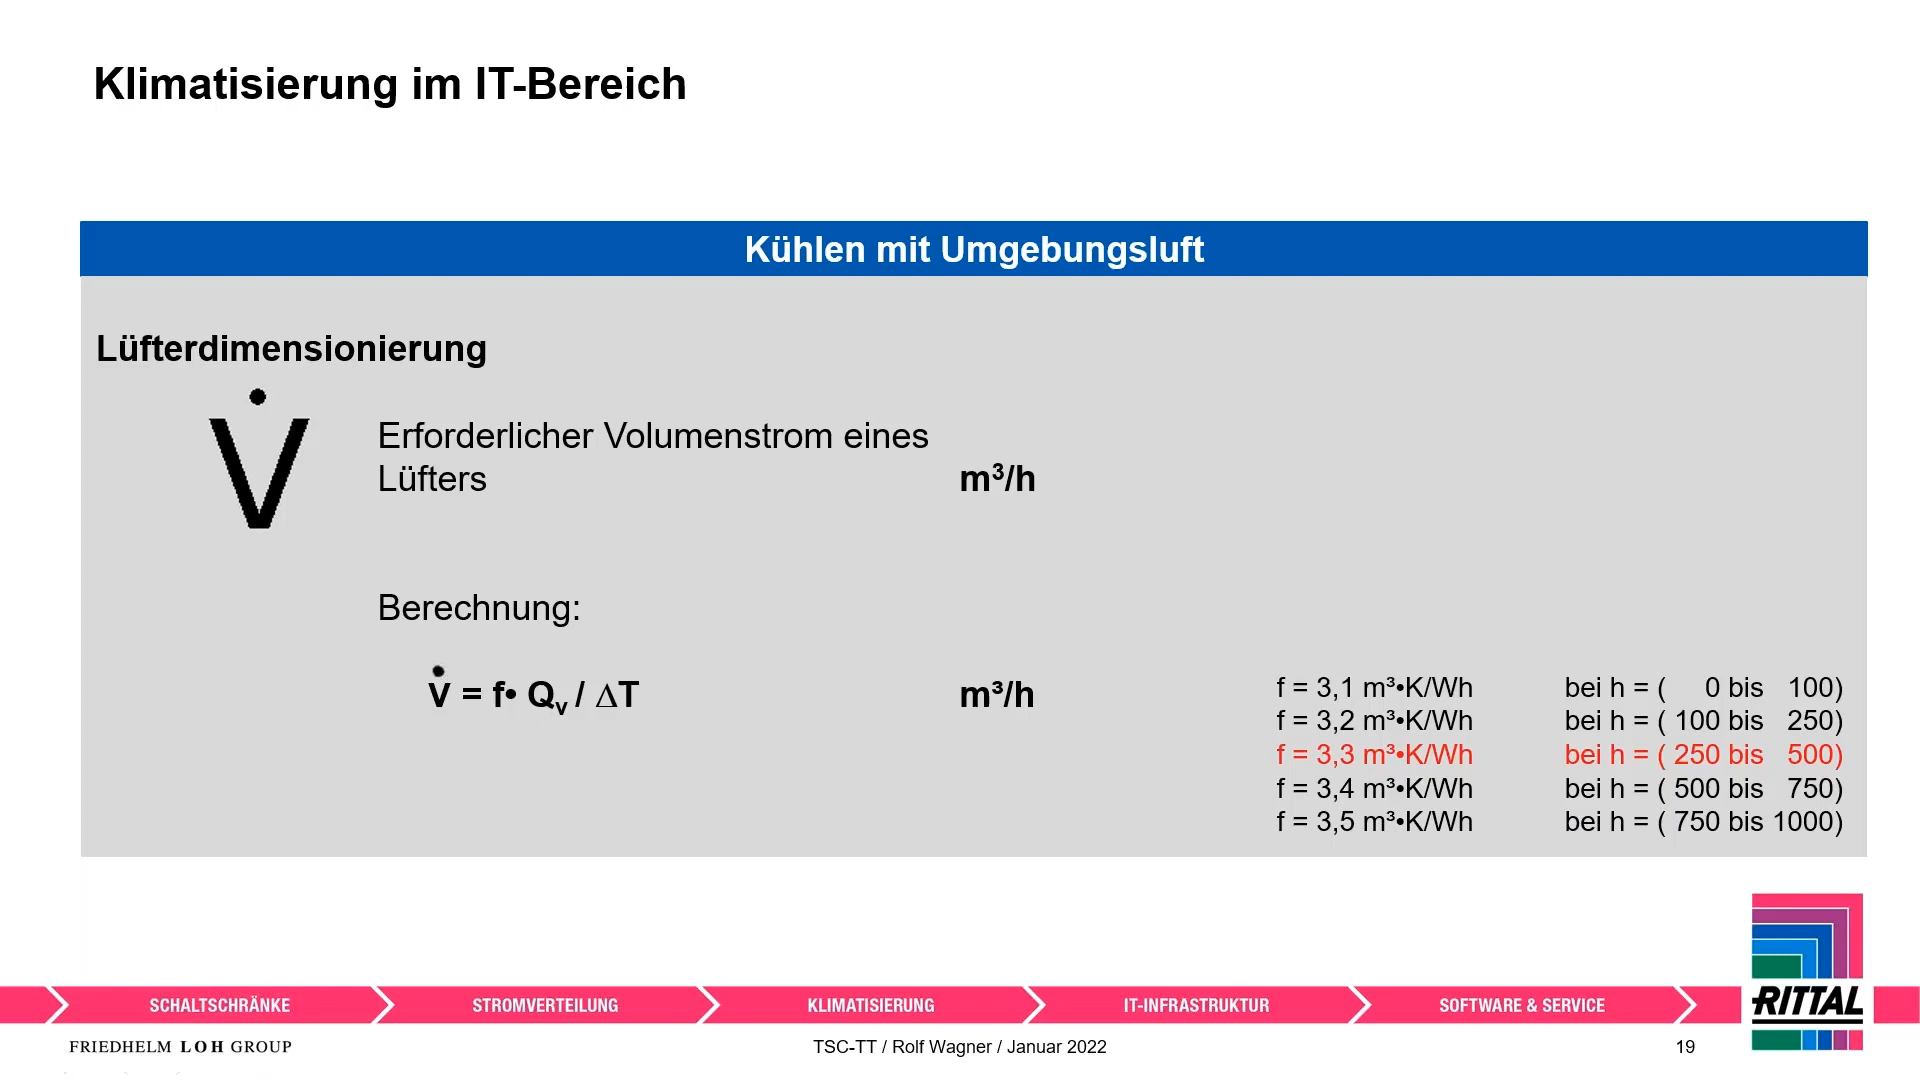 Klimatisierung im IT-Bereich
Kühlen mit Umgebungsluft
Lüfterdimensionierung
V̇
Erforderlicher Volumenstrom eines
Lüfters m³/h
Berechnung:
V̇ = f• Qᵥ / ∆T m³/h
f = 3,1 m³•K/Wh bei h = ( 0 bis 100)
f = 3,2 m³•K/Wh bei h = ( 100 bis 250)
f = 3,3 m³•K/Wh bei h = ( 250 bis 500)
f = 3,4 m³•K/Wh bei h = ( 500 bis 750)
f = 3,5 m³•K/Wh bei h = ( 750 bis 1000)
SCHALTSCHRÄNKE STROMVERTEILUNG KLIMATISIERUNG IT-INFRASTRUKTUR SOFTWARE & SERVICE
RITTAL
FRIEDHELM LOH GROUP TSC-TT / Rolf Wagner / Januar 2022 19